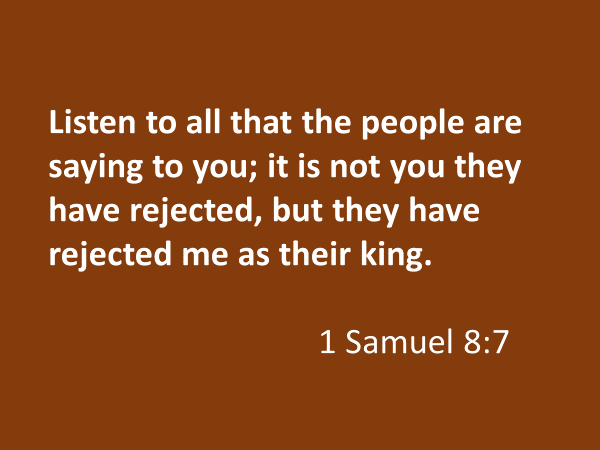 Listen to all that the people are
saying to you; it is not you they
have rejected, but they have
rejected me as their king.
1 Samuel 8:7